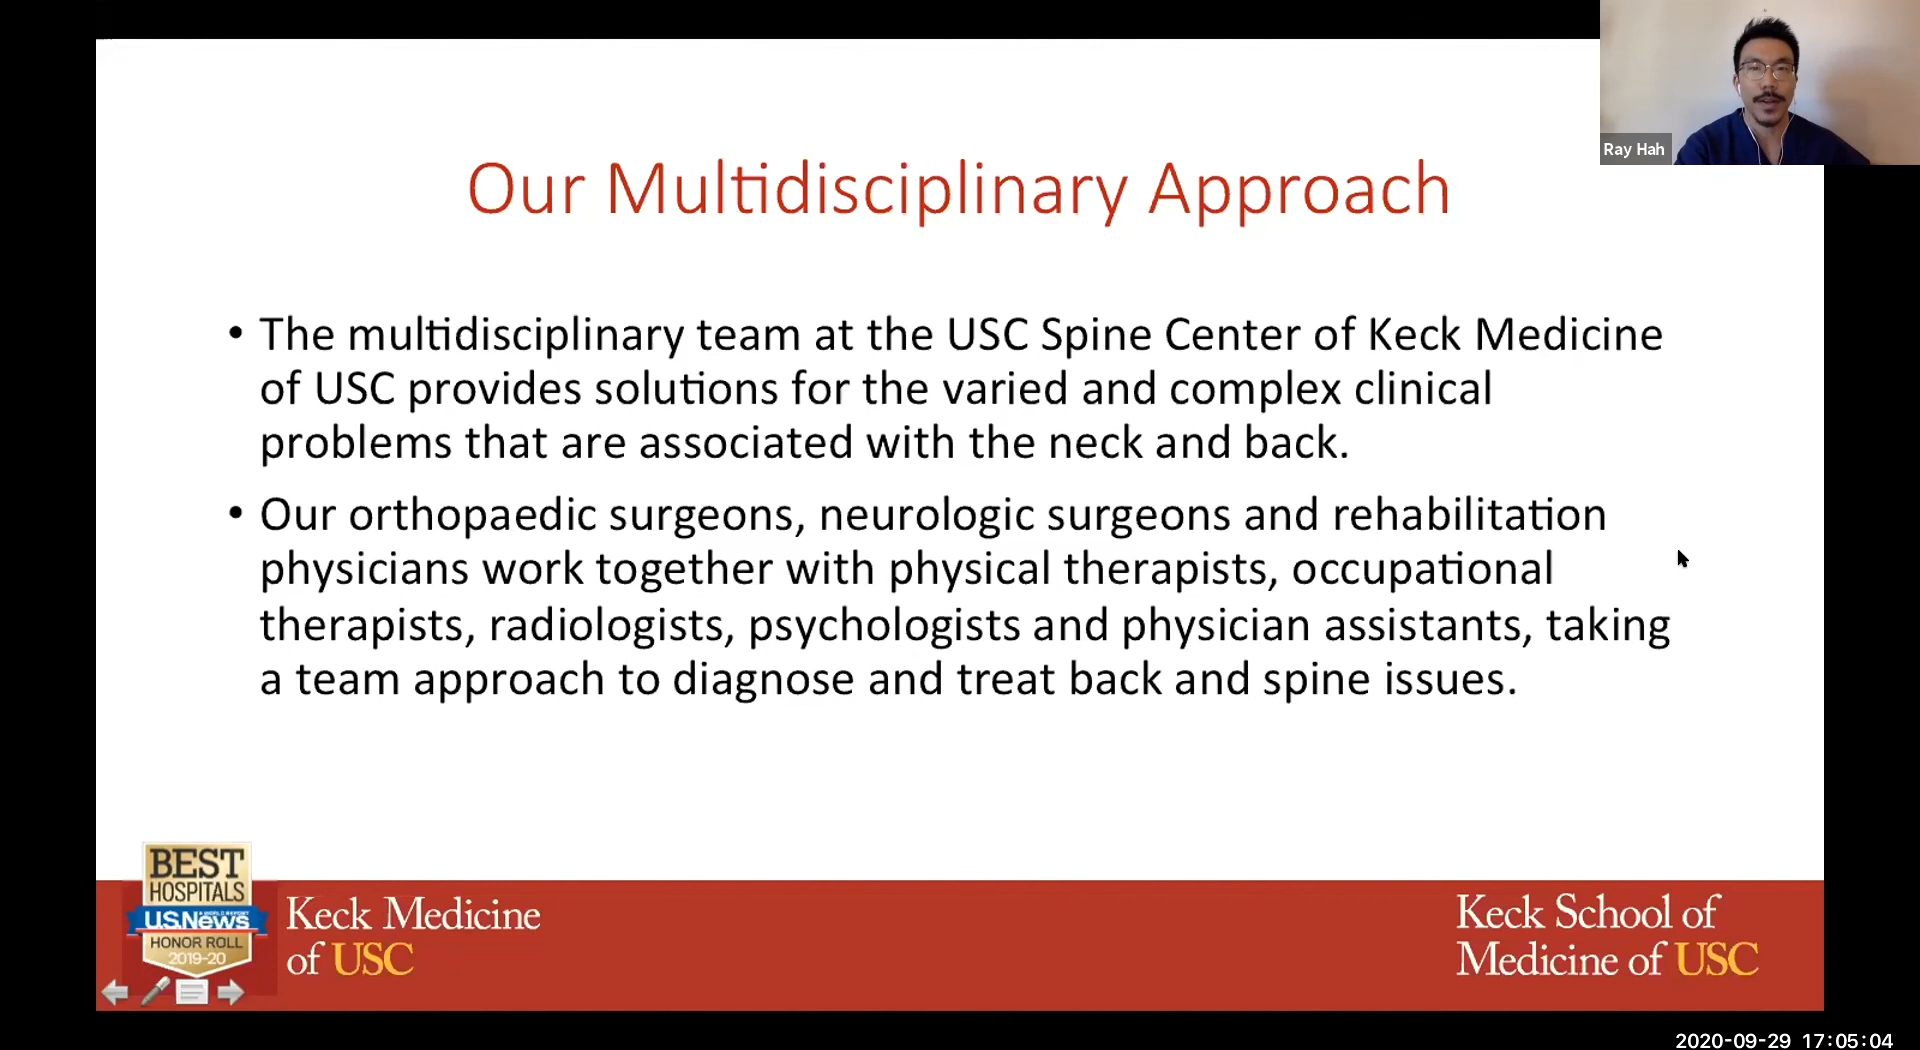 Ray Hah
Our Multidisciplinary Approach
• The multidisciplinary team at the USC Spine Center of Keck Medicine
of USC provides solutions for the varied and complex clinical
problems that are associated with the neck and back.
• Our orthopaedic surgeons, neurologic surgeons and rehabilitation
physicians work together with physical therapists, occupational
therapists, radiologists, psychologists and physician assistants, taking
a team approach to diagnose and treat back and spine issues.
BEST
HOSPITALS
U.S.News
& WORLD REPORT
HONOR ROLL
2019-20
Keck Medicine
of USC
Keck School of
Medicine of USC
2020-09-29 17:05:04